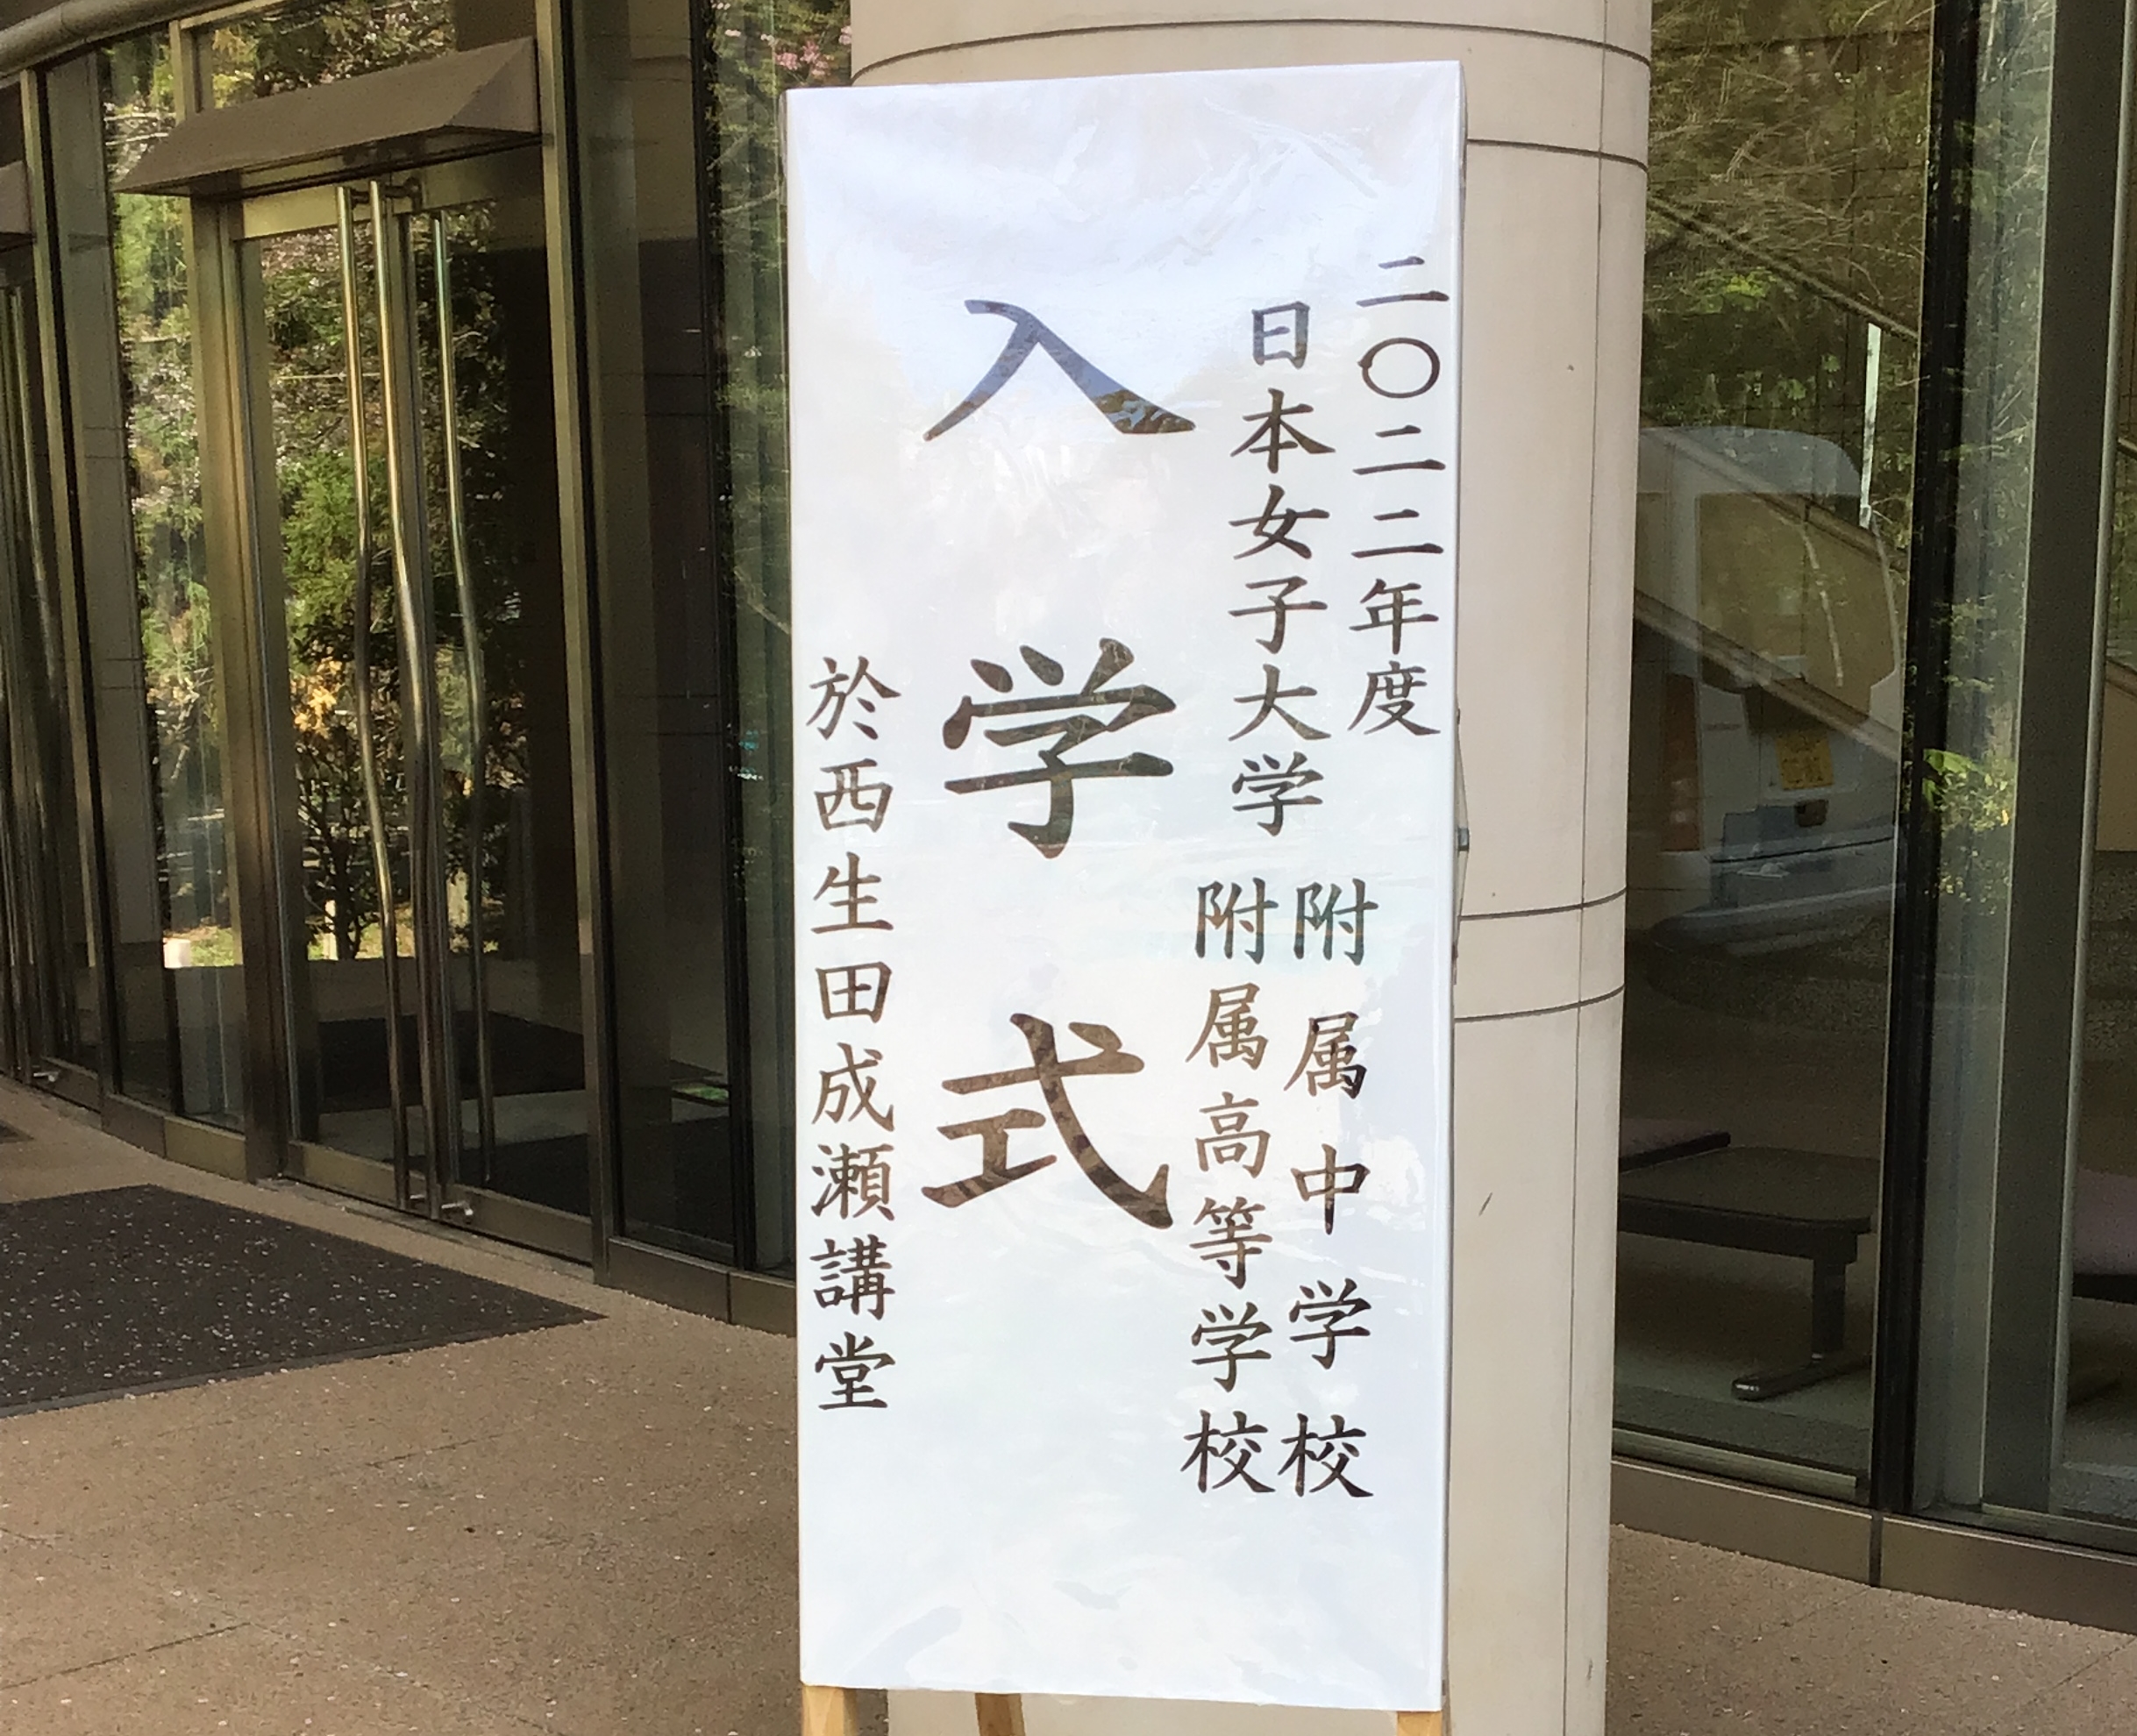 二〇二二年度
日本女子大学
附属中学校
附属高等学校
入学式
於西生田成瀬講堂